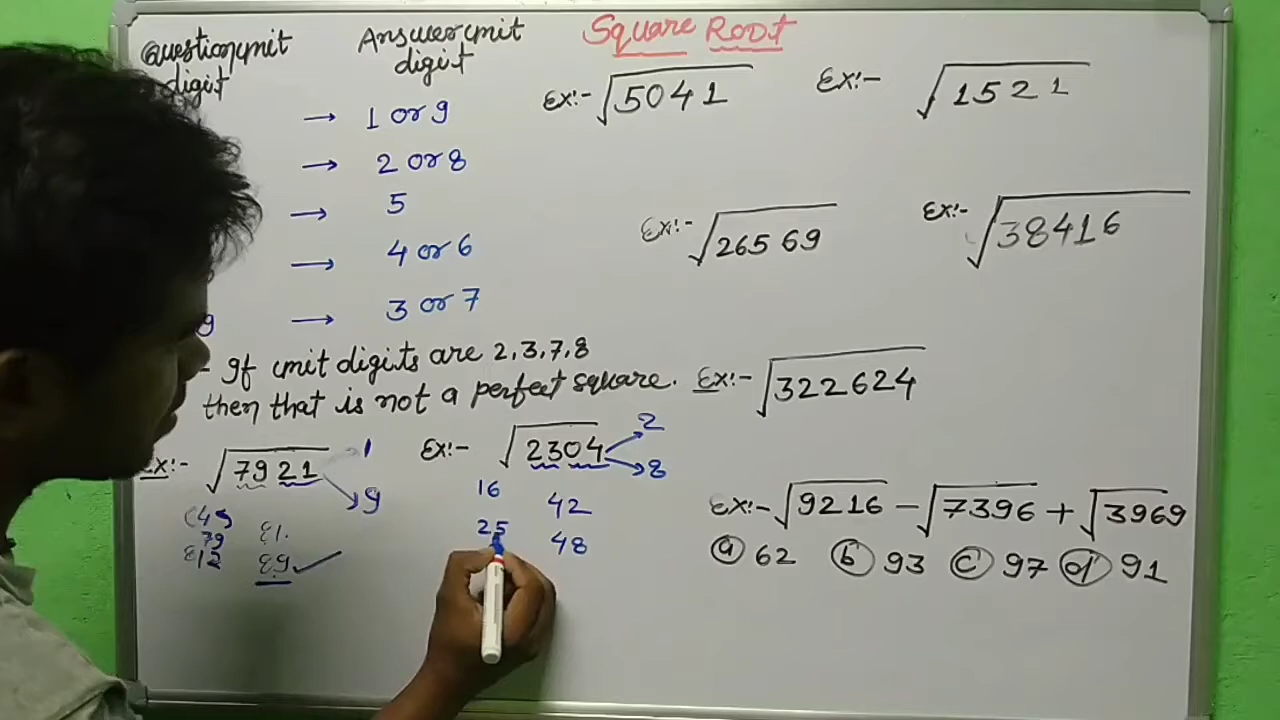 Square Root
Question unit digit
Answer unit digit
→ 1 or 9
→ 2 or 8
→ 5
→ 4 or 6
9 → 3 or 7
- If unit digits are 2, 3, 7, 8
then that is not a perfect square.
Ex:- √7921
1
9
79
81.
89 ✓
Ex:- √2304
2
8
16
42
25
48
Ex:- √5041
Ex:- √1521
Ex:- √26569
Ex:- √38416
Ex:- √322624
Ex:- √9216 - √7396 + √3969
ⓐ 62 ⓑ 93 ⓒ 97 ⓓ 91